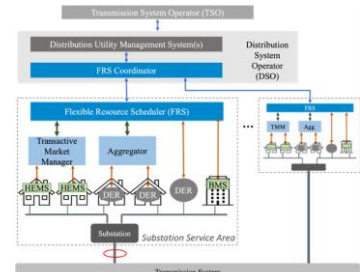 Transmission System Operator (TSO)
Distribution Utility Management System(s)
Distribution
System
Operator
(DSO)
FRS Coordinator
Flexible Resource Scheduler (FRS)
Transactive
Market
Manager
Aggregator
HEMS
HEMS
DER
DER
DER
BMS
Substation
Substation Service Area
...
FRS
TMM
Agg.
Transmission System